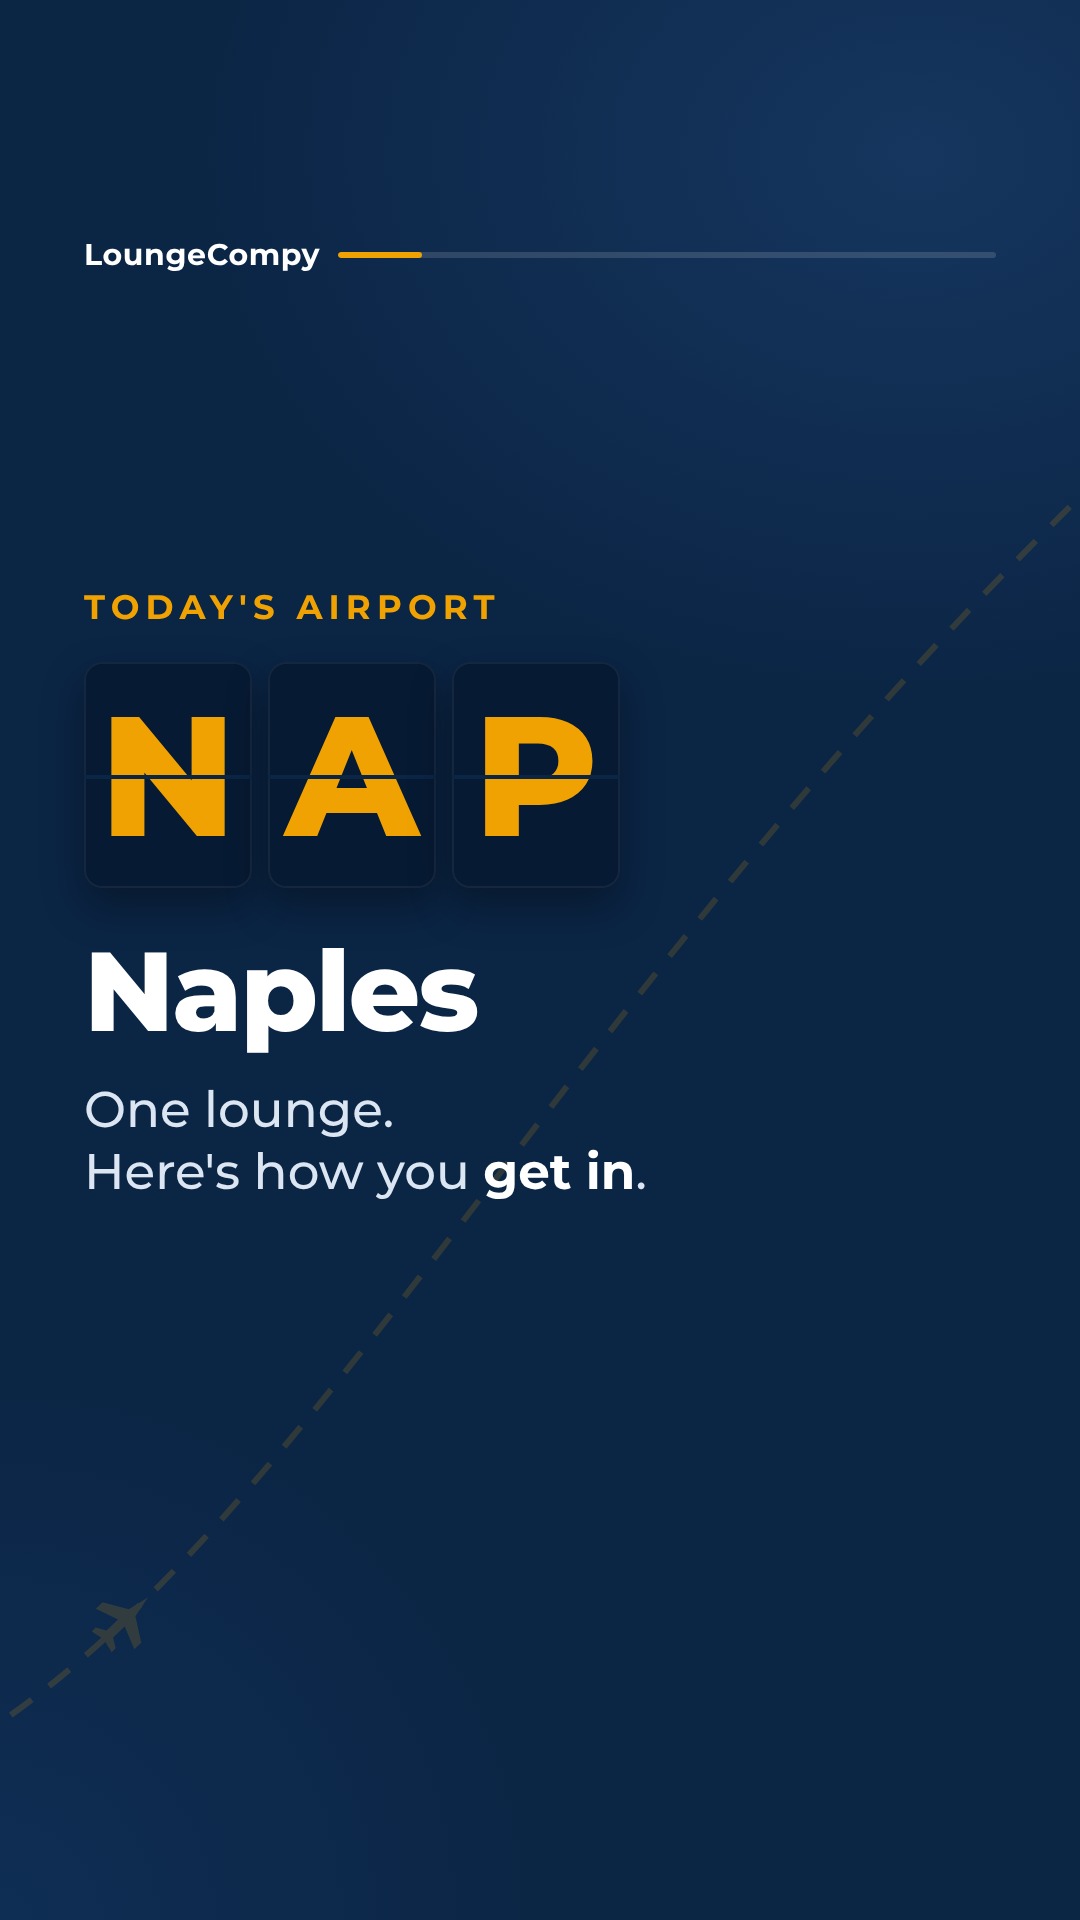 LoungeCompy
TODAY'S AIRPORT
NAP
Naples
One lounge.
Here's how you get in.